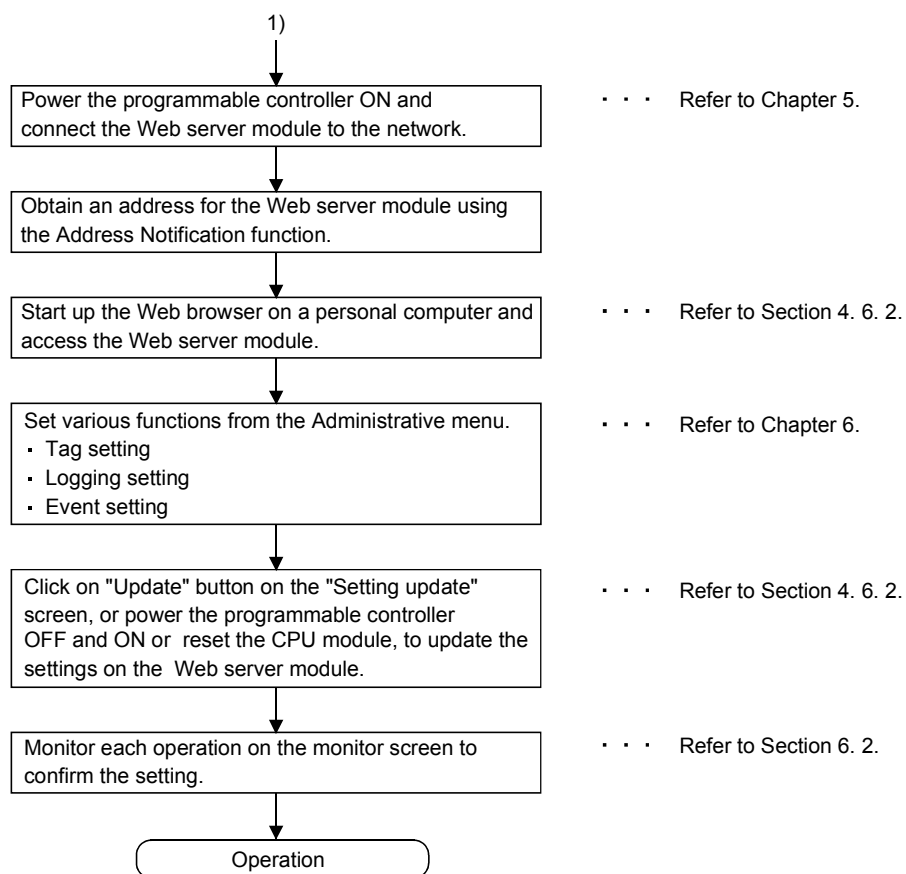 1)
Power the programmable controller ON and
connect the Web server module to the network.
· · · Refer to Chapter 5.
Obtain an address for the Web server module using
the Address Notification function.
Start up the Web browser on a personal computer and
access the Web server module.
· · · Refer to Section 4. 6. 2.
Set various functions from the Administrative menu.
· Tag setting
· Logging setting
· Event setting
· · · Refer to Chapter 6.
Click on "Update" button on the "Setting update"
screen, or power the programmable controller
OFF and ON or reset the CPU module, to update the
settings on the Web server module.
· · · Refer to Section 4. 6. 2.
Monitor each operation on the monitor screen to
confirm the setting.
· · · Refer to Section 6. 2.
Operation